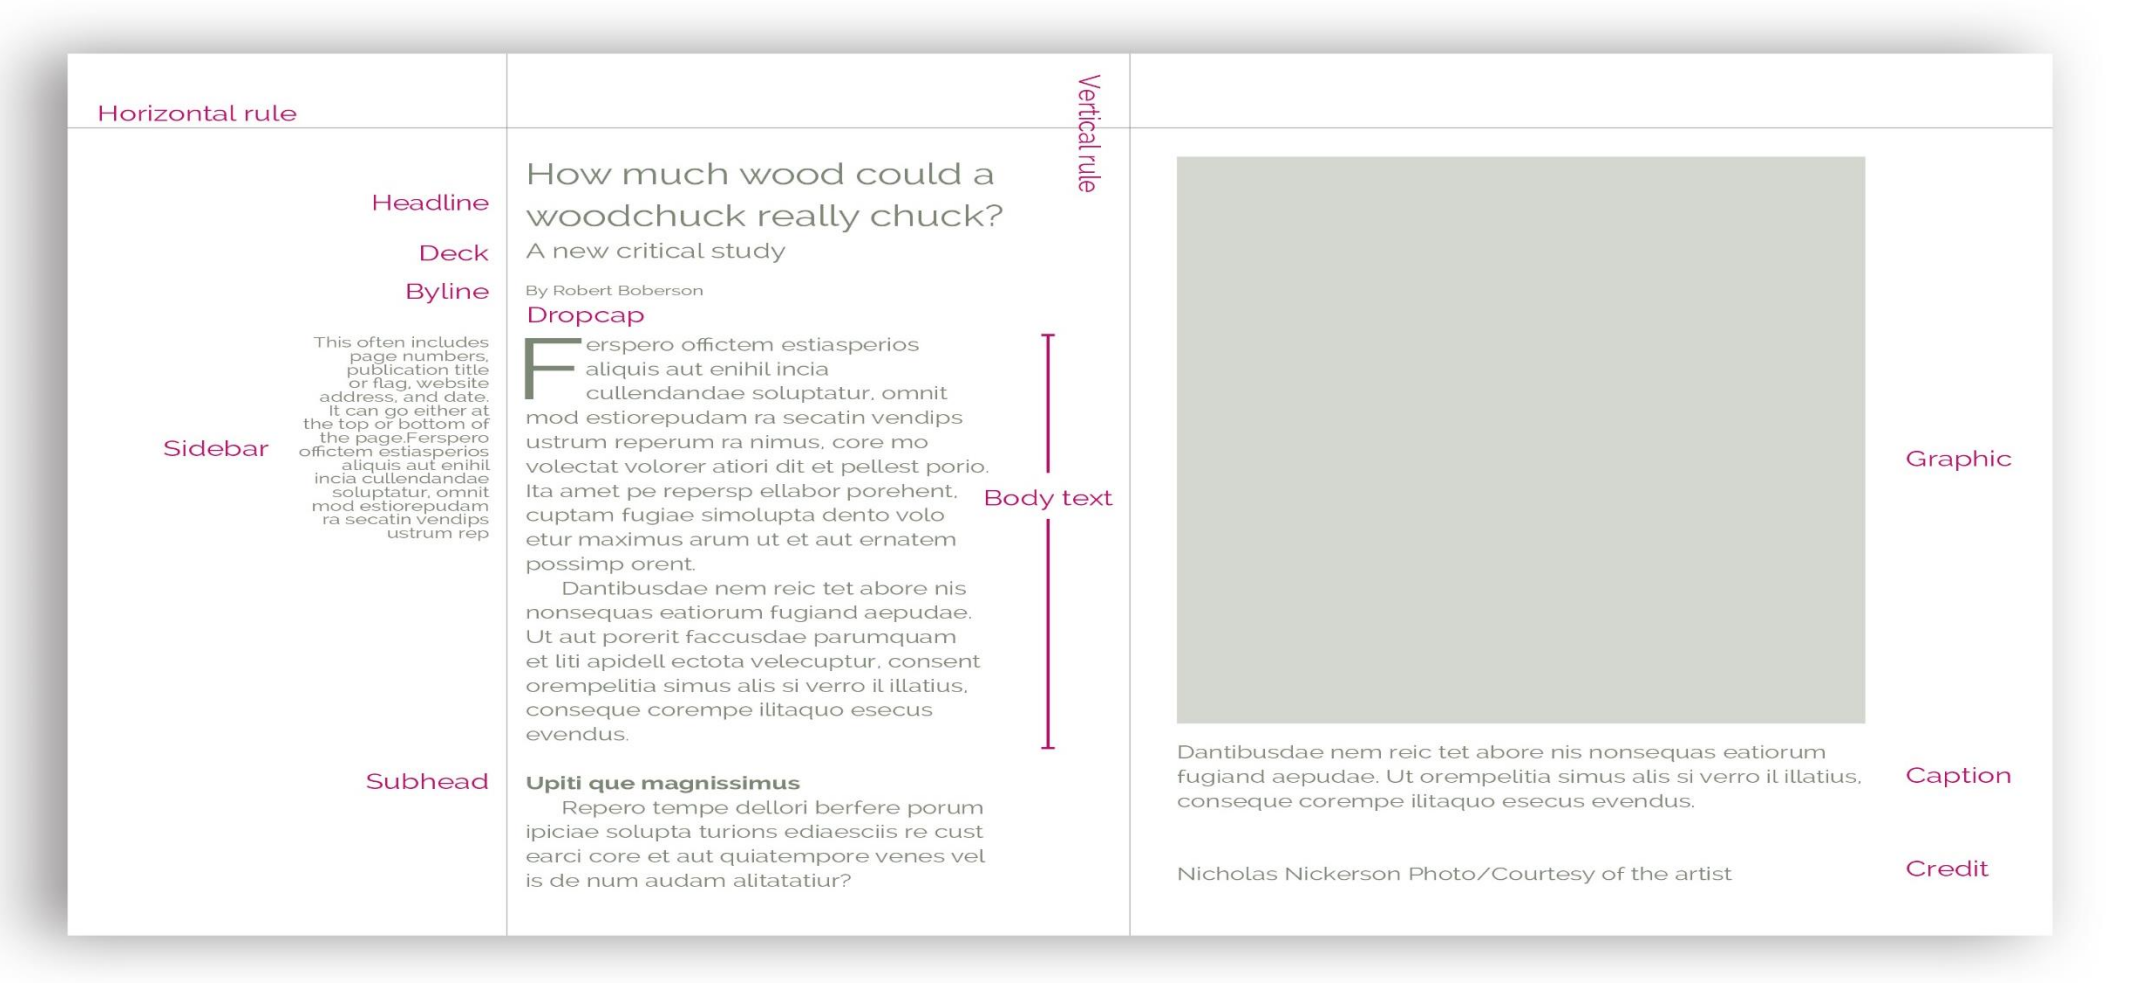 Horizontal rule
Vertical rule
Headline
How much wood could a
woodchuck really chuck?
Deck
A new critical study
Byline
By Robert Boberson
Dropcap
Sidebar
This often includes
page numbers,
publication title
or flag, website
address, and date.
It can go either at
the top or bottom of
the page.Ferspero
offictem estiasperios
aliquis aut enihil
incia cullendandae
soluptatur, omnit
mod estiorepudam
ra secatin vendips
ustrum rep
Ferspero offictem estiasperios
aliquis aut enihil incia
cullendandae soluptatur, omnit
mod estiorepudam ra secatin vendips
ustrum reperum ra nimus, core mo
volectat volorer atiori dit et pellest porio.
Ita amet pe repersp ellabor porehent,
cuptam fugiae simolupta dento volo
etur maximus arum ut et aut ernatem
possimp orent.
Dantibusdae nem reic tet abore nis
nonsequas eatiorum fugiand aepudae.
Ut aut porerit faccusdae parumquam
et liti apidell ectota velecuptur, consent
orempelitia simus alis si verro il illatius,
conseque corempe ilitaquo esecus
evendus.
Body text
Subhead
Upiti que magnissimus
Repero tempe dellori berfere porum
ipiciae solupta turions ediaesciis re cust
earci core et aut quiatempore venes vel
is de num audam alitatatiur?
Graphic
Dantibusdae nem reic tet abore nis nonsequas eatiorum
fugiand aepudae. Ut orempelitia simus alis si verro il illatius,
conseque corempe ilitaquo esecus evendus.
Caption
Nicholas Nickerson Photo/Courtesy of the artist
Credit